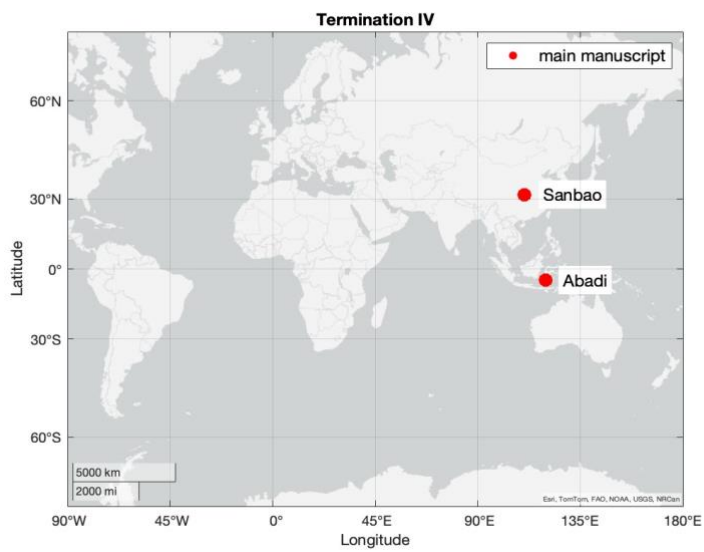 Termination IV
main manuscript
60°N
Sanbao
30°N
Latitude
0°
Abadi
30°S
60°S
5000 km
2000 mi
Esri, TomTom, FAO, NOAA, USGS, NRCan
90°W 45°W 0° 45°E 90°E 135°E 180°E
Longitude